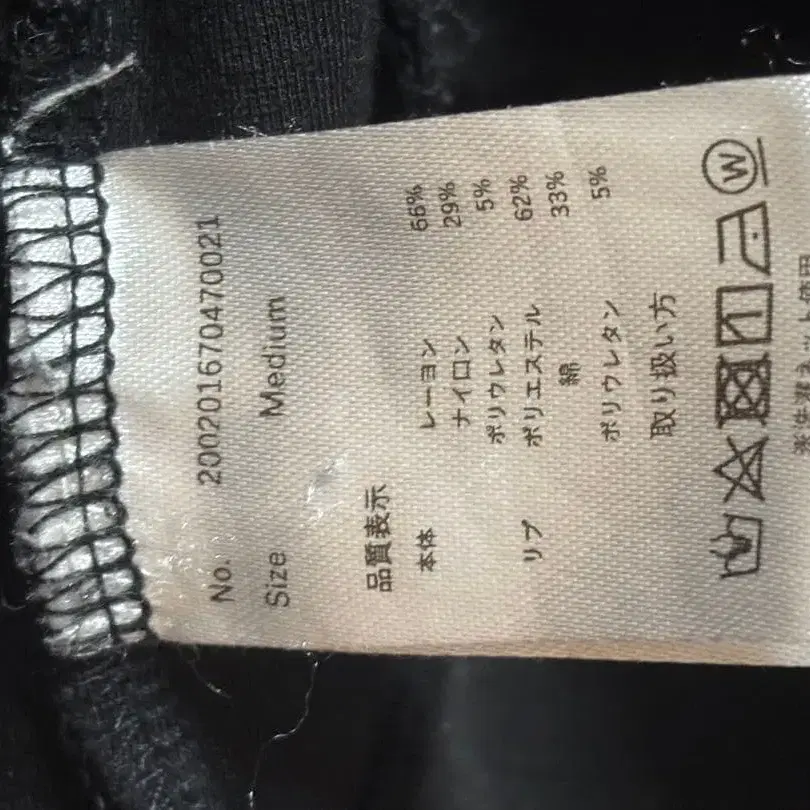 No. 2002016704700​21
Size Medium
品質表示
本体 レーヨン 66%
ナイロン 29%
ポリウレタン 5%
リブ ポリエステル 62%
綿 33%
ポリウレタン 5%
取り扱い方
W